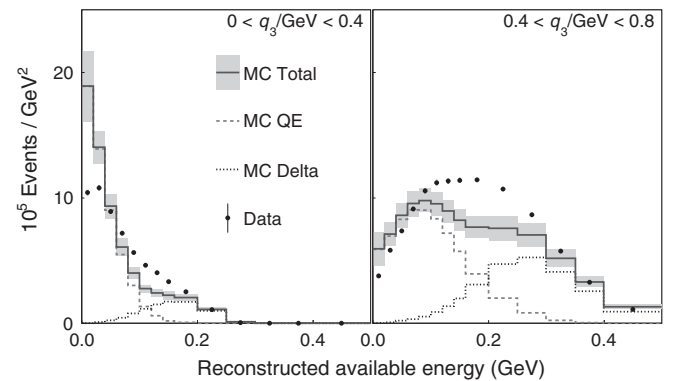 0 < q₃/GeV < 0.4
0.4 < q₃/GeV < 0.8
20
10
0
10⁵ Events / GeV²
MC Total
MC QE
MC Delta
Data
0.0
0.2
0.4
0.0
0.2
0.4
Reconstructed available energy (GeV)